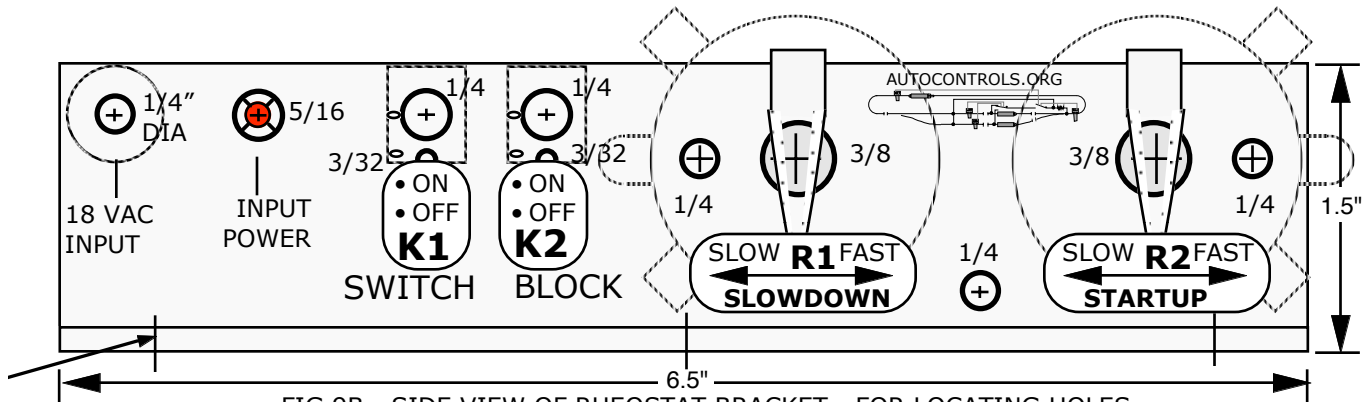 AUTOCONTROLS.ORG
1/4"
DIA
5/16
1/4
1/4
3/32
3/32
3/8
3/8
1/4
1/4
1/4
18 VAC
INPUT
INPUT
POWER
• ON
• OFF
K1
SWITCH
• ON
• OFF
K2
BLOCK
SLOW R1 FAST
SLOWDOWN
SLOW R2 FAST
STARTUP
1.5"
6.5"